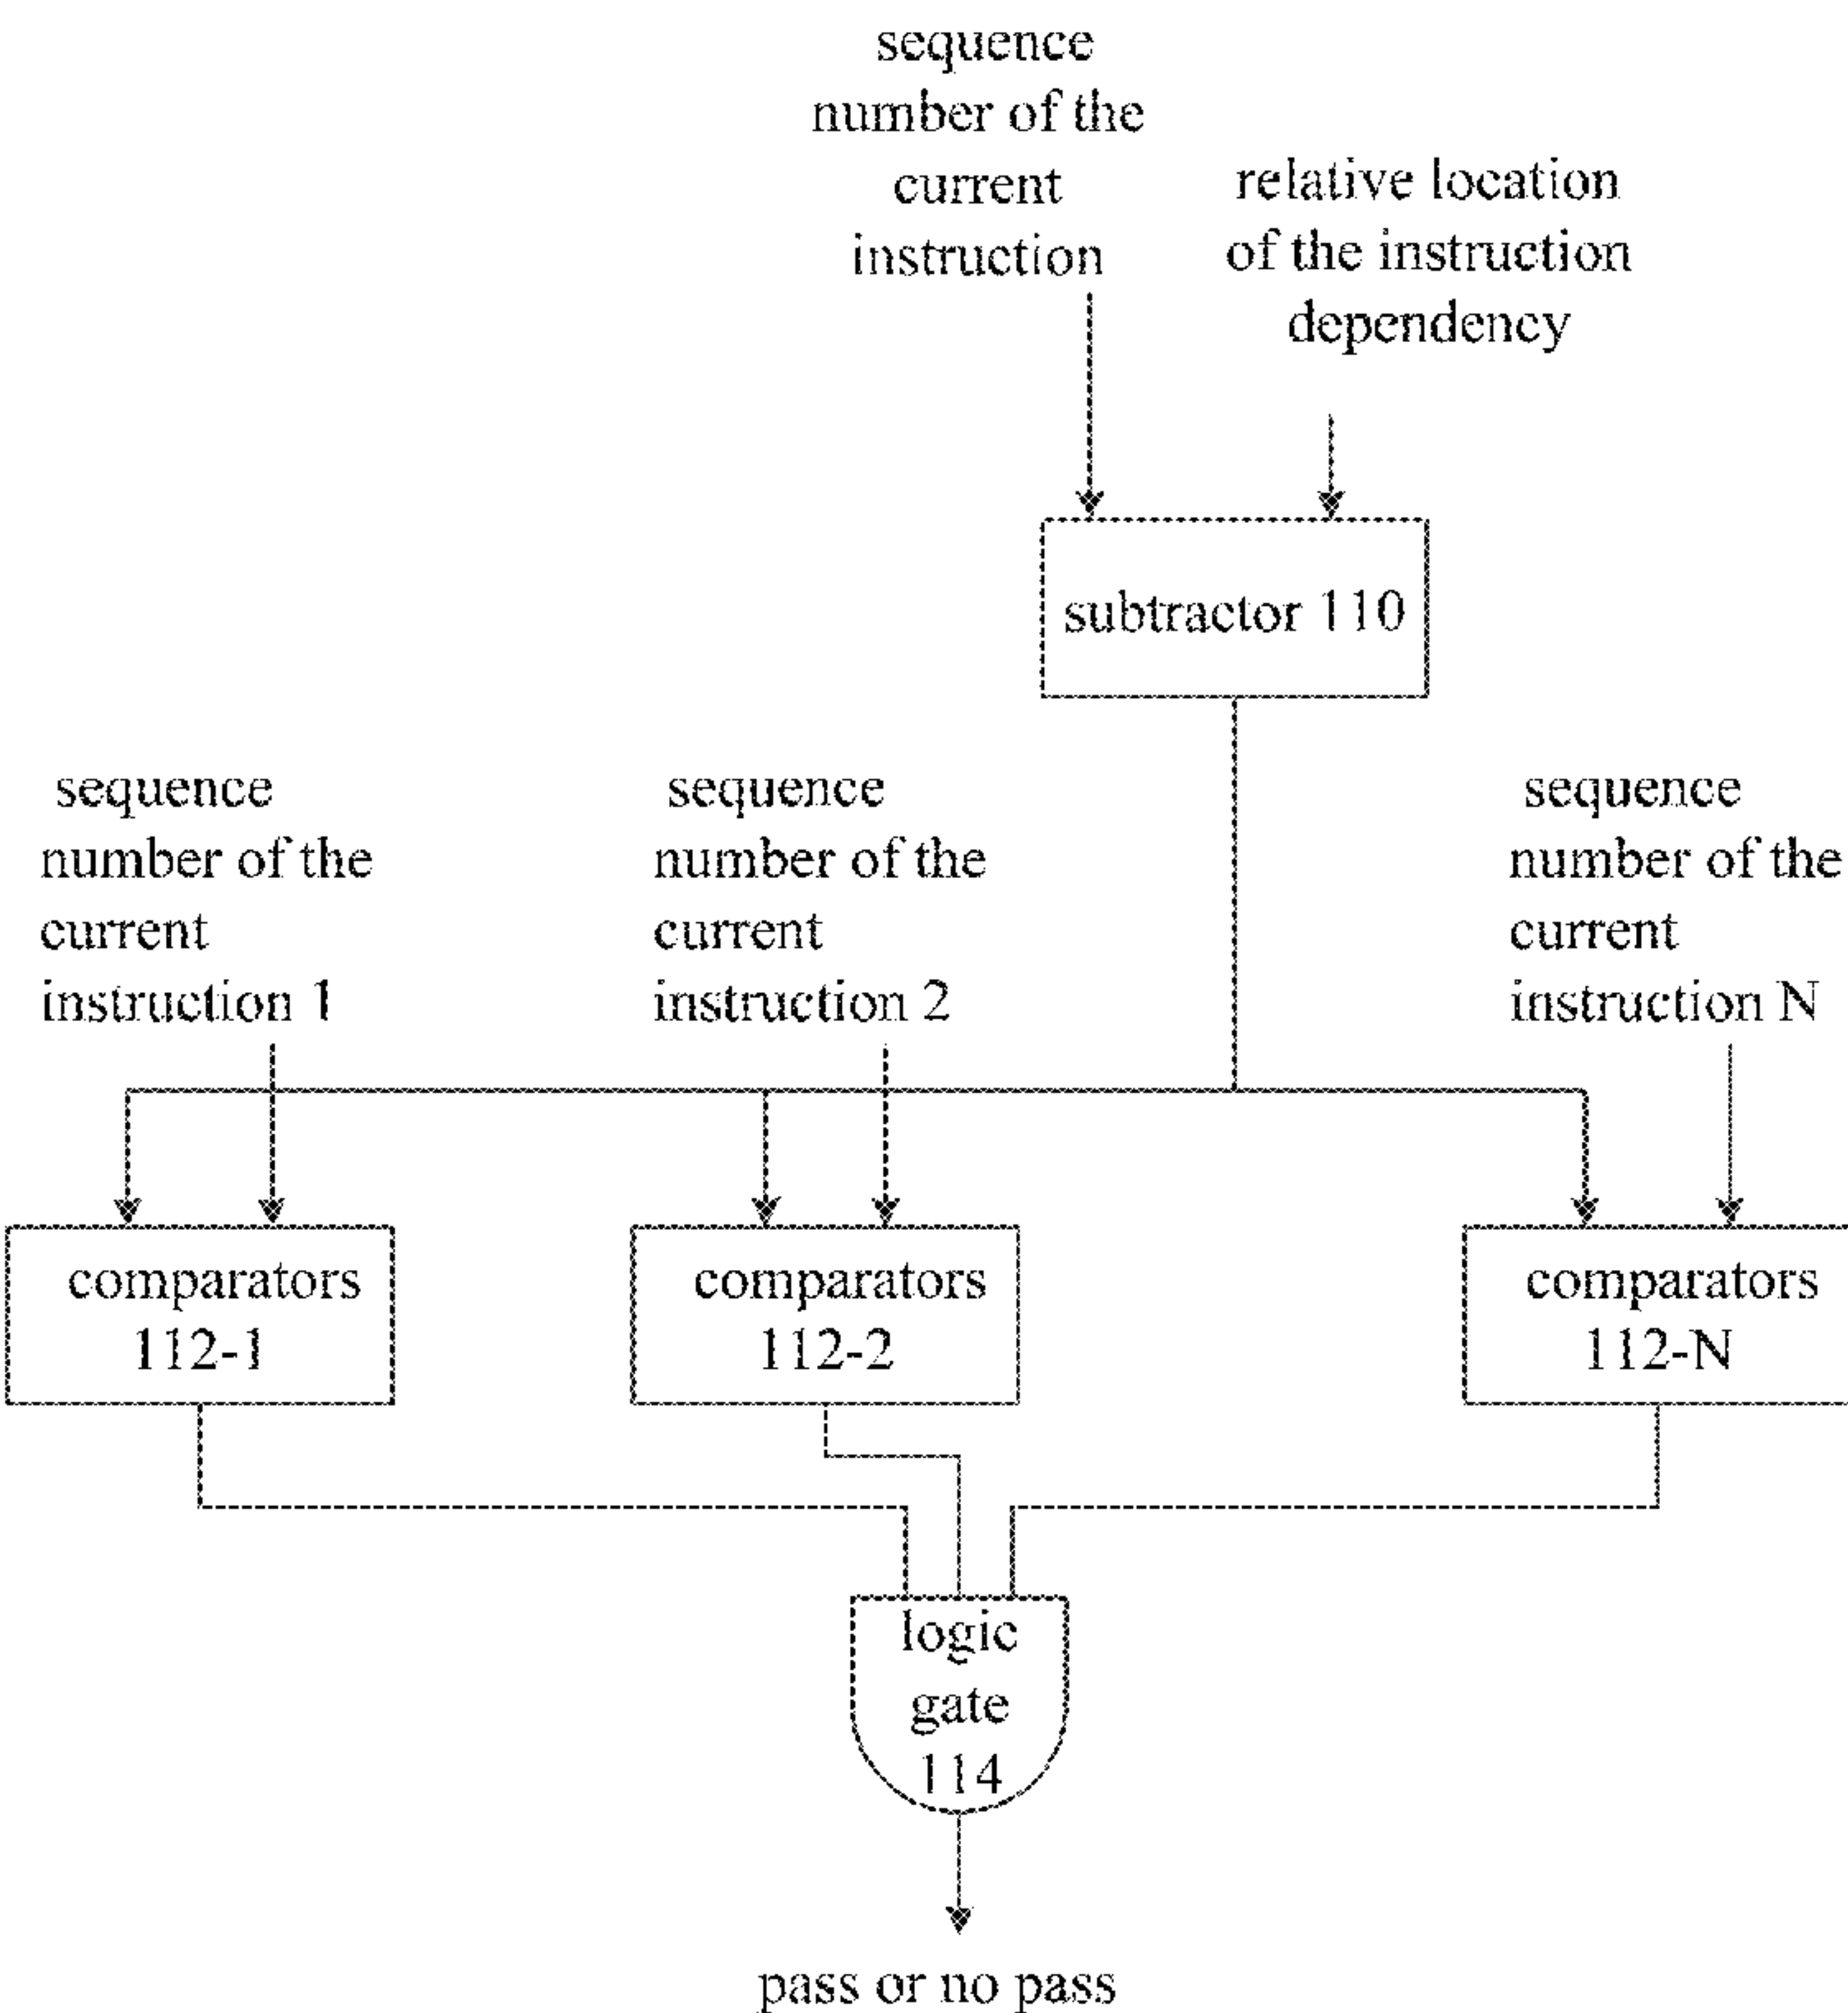 sequence
number of the
current
instruction
relative location
of the instruction
dependency
subtractor 110
sequence
number of the
current
instruction 1
sequence
number of the
current
instruction 2
sequence
number of the
current
instruction N
comparators
112-1
comparators
112-2
comparators
112-N
logic
gate
114
pass or no pass